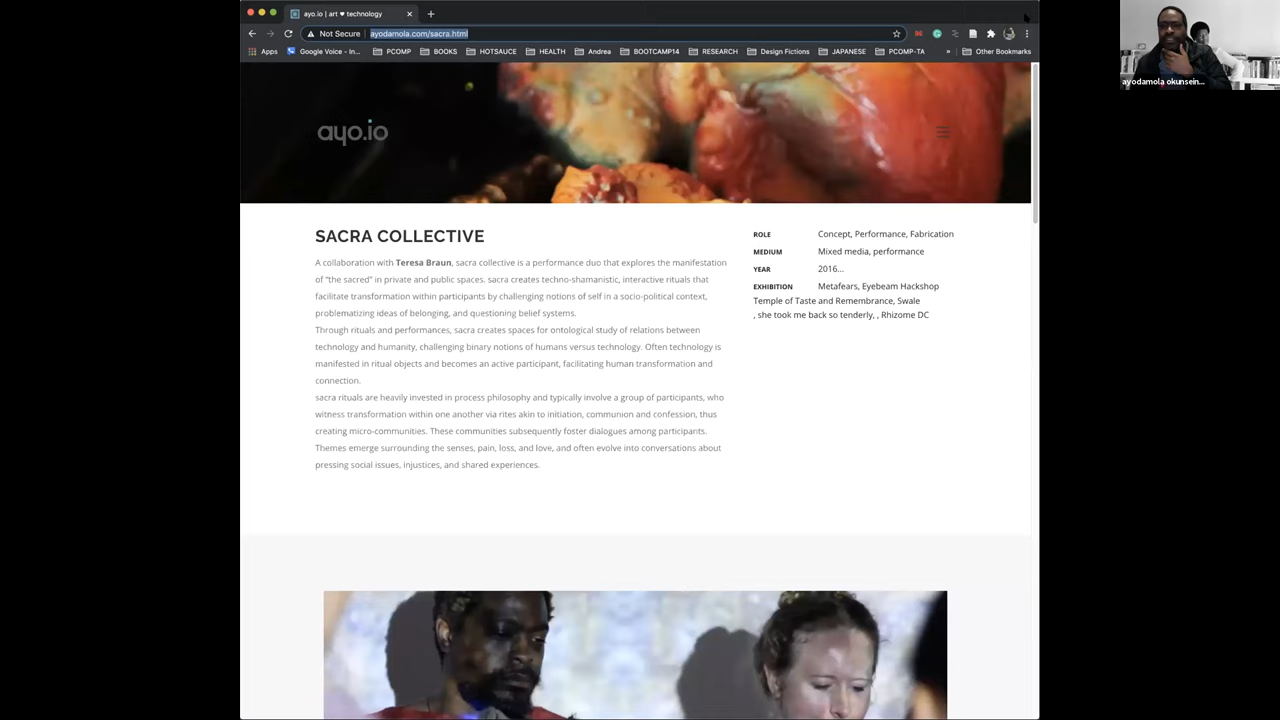 ayo.io | art ♥ technology
Not Secure
ayodamola.com/sacra.html
Apps
Google Voice - In...
PCOMP
BOOKS
HOTSAUCE
HEALTH
Andrea
BOOTCAMP14
RESEARCH
Design Fictions
JAPANESE
PCOMP-TA
»
Other Bookmarks
ayodamola okunsein...
ayo.io
SACRA COLLECTIVE
A collaboration with Teresa Braun, sacra collective is a performance duo that explores the manifestation
of “the sacred” in private and public spaces. sacra creates techno-shamanistic, interactive rituals that
facilitate transformation within participants by challenging notions of self in a socio-political context,
problematizing ideas of belonging, and questioning belief systems.
Through rituals and performances, sacra creates spaces for ontological study of relations between
technology and humanity, challenging binary notions of humans versus technology. Often technology is
manifested in ritual objects and becomes an active participant, facilitating human transformation and
connection.
sacra rituals are heavily invested in process philosophy and typically involve a group of participants, who
witness transformation within one another via rites akin to initiation, communion and confession, thus
creating micro-communities. These communities subsequently foster dialogues among participants.
Themes emerge surrounding the senses, pain, loss, and love, and often evolve into conversations about
pressing social issues, injustices, and shared experiences.
ROLE Concept, Performance, Fabrication
MEDIUM Mixed media, performance
YEAR 2016...
EXHIBITION Metafears, Eyebeam Hackshop
Temple of Taste and Remembrance, Swale
, she took me back so tenderly, , Rhizome DC